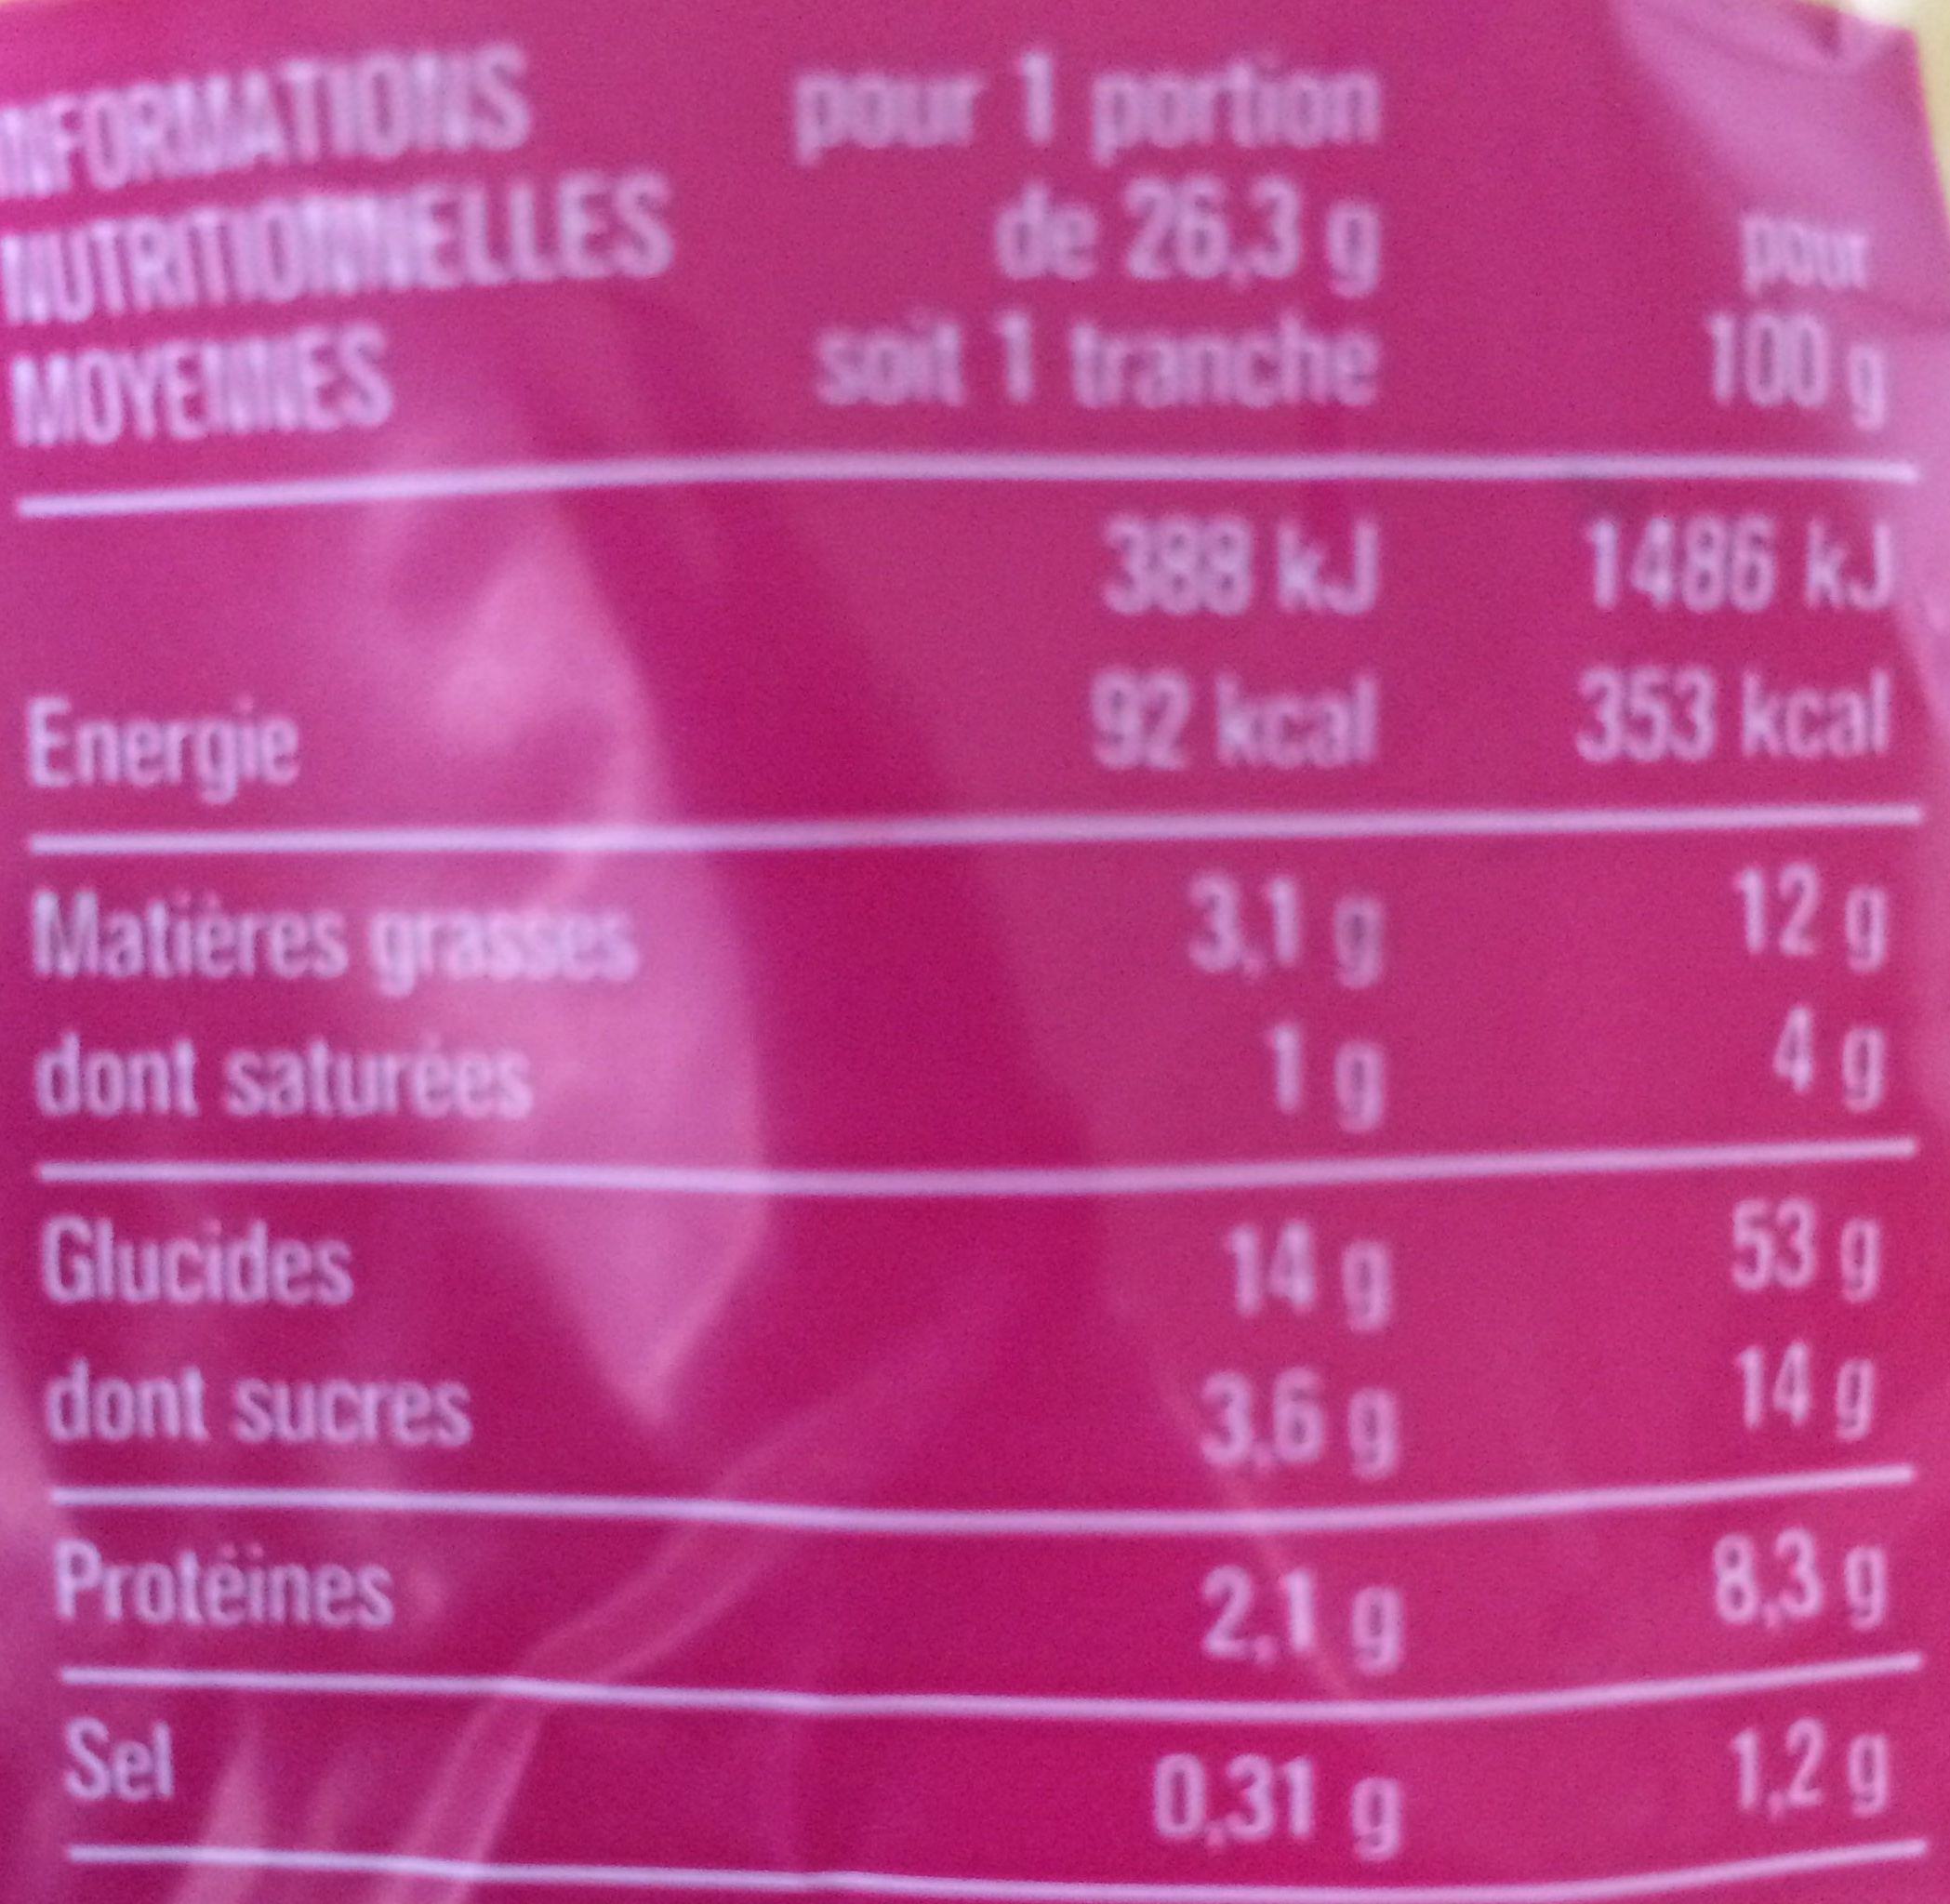 INFORMATIONS
NUTRITIONNELLES
MOYENNES
pour 1 portion
de 26,3 g
soit 1 tranche
pour
100 g
388 kJ 1486 kJ
Energie 92 kcal 353 kcal
Matières grasses 3,1 g 12 g
dont saturées 1 g 4 g
Glucides 14 g 53 g
dont sucres 3,6 g 14 g
Protéines 2,1 g 8,3 g
Sel 0,31 g 1,2 g